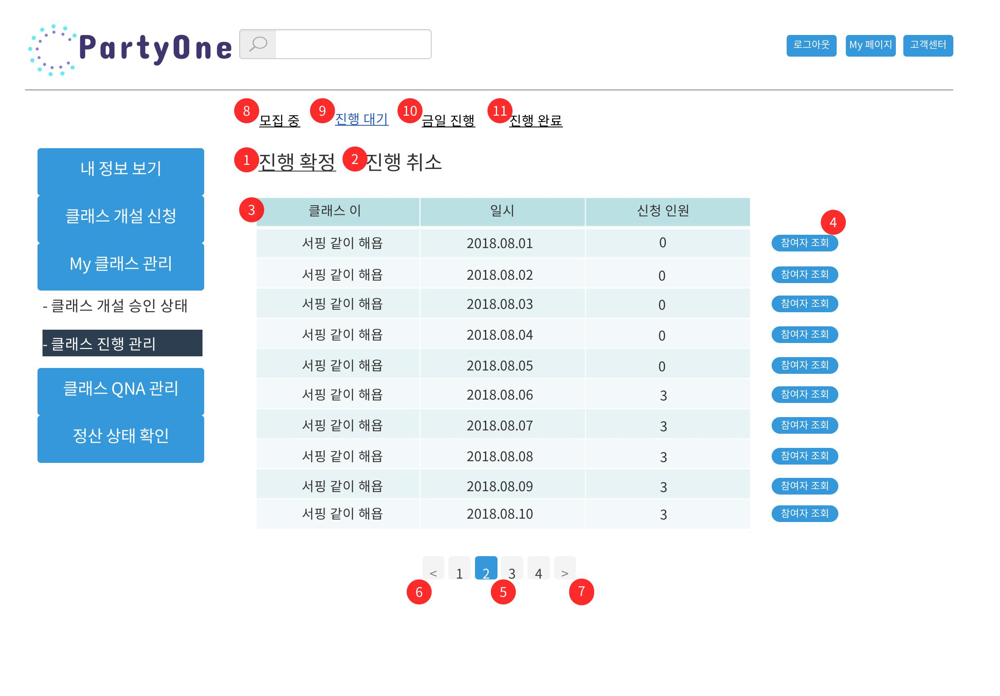 PartyOne
로그아웃 My 페이지 고객센터
8 모집 중 9 진행 대기 10 금일 진행 11 진행 완료
1 진행 확정 2 진행 취소
내 정보 보기
클래스 개설 신청
My 클래스 관리
- 클래스 개설 승인 상태
- 클래스 진행 관리
클래스 QNA 관리
정산 상태 확인
3 클래스 이 일시 신청 인원
4
서핑 같이 해욥 2018.08.01 0 참여자 조회
서핑 같이 해욥 2018.08.02 0 참여자 조회
서핑 같이 해욥 2018.08.03 0 참여자 조회
서핑 같이 해욥 2018.08.04 0 참여자 조회
서핑 같이 해욥 2018.08.05 0 참여자 조회
서핑 같이 해욥 2018.08.06 3 참여자 조회
서핑 같이 해욥 2018.08.07 3 참여자 조회
서핑 같이 해욥 2018.08.08 3 참여자 조회
서핑 같이 해욥 2018.08.09 3 참여자 조회
서핑 같이 해욥 2018.08.10 3 참여자 조회
< 1 2 3 4 >
6 5 7